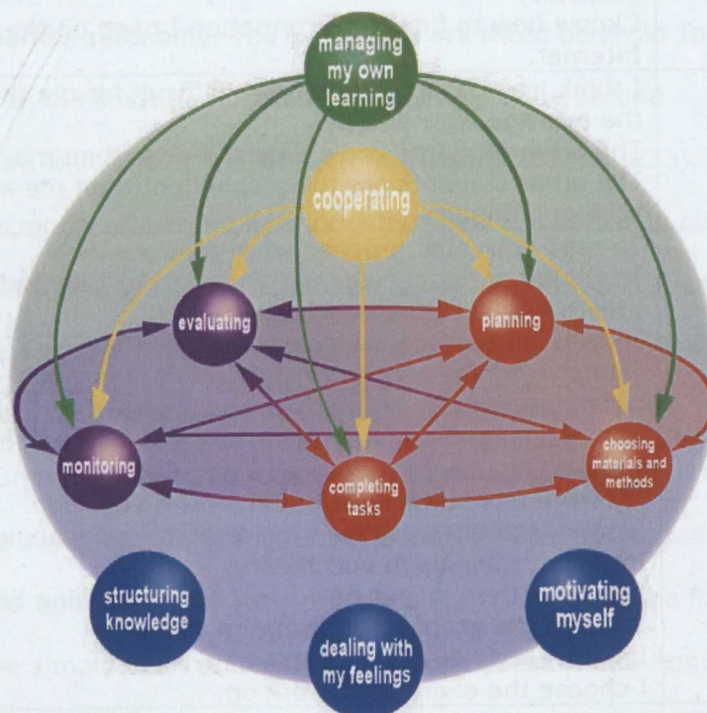 managing
my own
learning
cooperating
evaluating
planning
monitoring
completing
tasks
choosing
materials and
methods
structuring
knowledge
dealing with
my feelings
motivating
myself